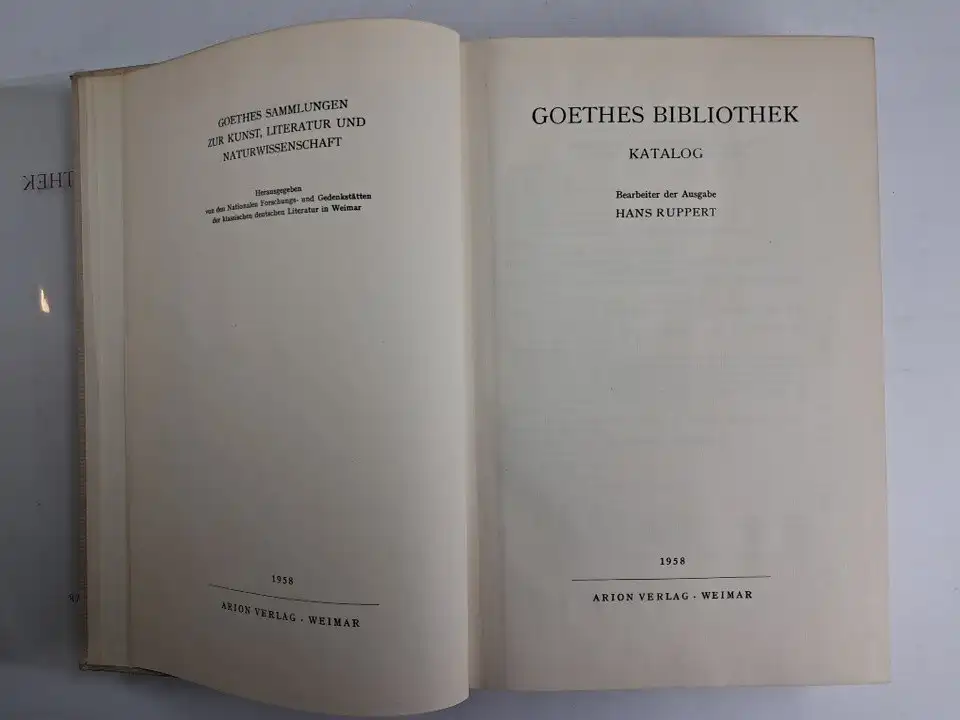 GOETHES SAMMLUNGEN
ZUR KUNST, LITERATUR UND
NATURWISSENSCHAFT
Herausgegeben
von den Nationalen Forschungs- und Gedenkstätten
der klassischen deutschen Literatur in Weimar
1958
ARION VERLAG · WEIMAR
GOETHES BIBLIOTHEK
KATALOG
Bearbeiter der Ausgabe
HANS RUPPERT
1958
ARION VERLAG · WEIMAR